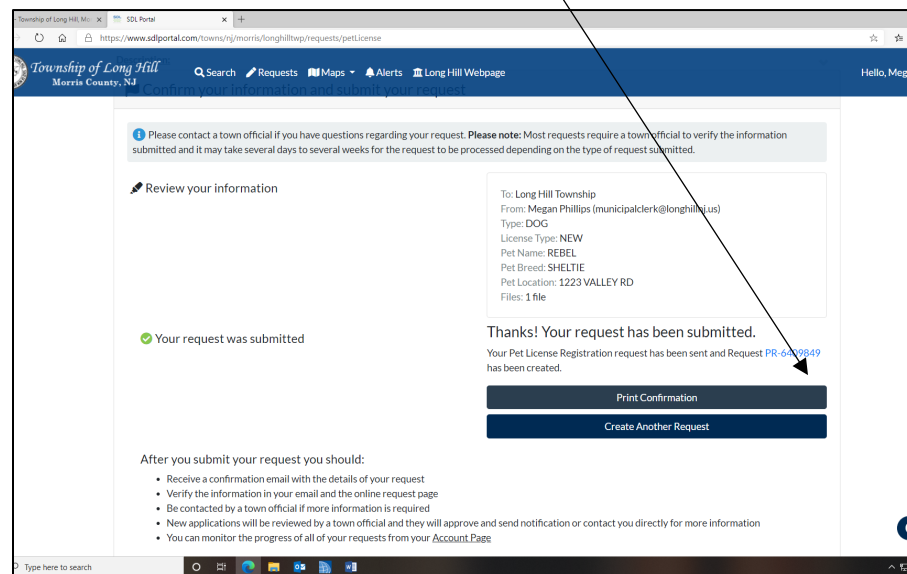 Township of Long Hill, Mc
SDL Portal
https://www.sdlportal.com/towns/nj/morris/longhilltwp/requests/petLicense
Township of Long Hill
Morris County, NJ
Search Requests Maps Alerts Long Hill Webpage
Hello, Meg
Confirm your information and submit your request
Please contact a town official if you have questions regarding your request. Please note: Most requests require a town official to verify the information
submitted and it may take several days to several weeks for the request to be processed depending on the type of request submitted.
Review your information
To: Long Hill Township
From: Megan Phillips (municipalclerk@longhillnj.us)
Type: DOG
License Type: NEW
Pet Name: REBEL
Pet Breed: SHELTIE
Pet Location: 1223 VALLEY RD
Files: 1 file
Your request was submitted
Thanks! Your request has been submitted.
Your Pet License Registration request has been sent and Request PR-6409849
has been created.
Print Confirmation
Create Another Request
After you submit your request you should:
• Receive a confirmation email with the details of your request
• Verify the information in your email and the online request page
• Be contacted by a town official if more information is required
• New applications will be reviewed by a town official and they will approve and send notification or contact you directly for more information
• You can monitor the progress of all of your requests from your Account Page
Type here to search